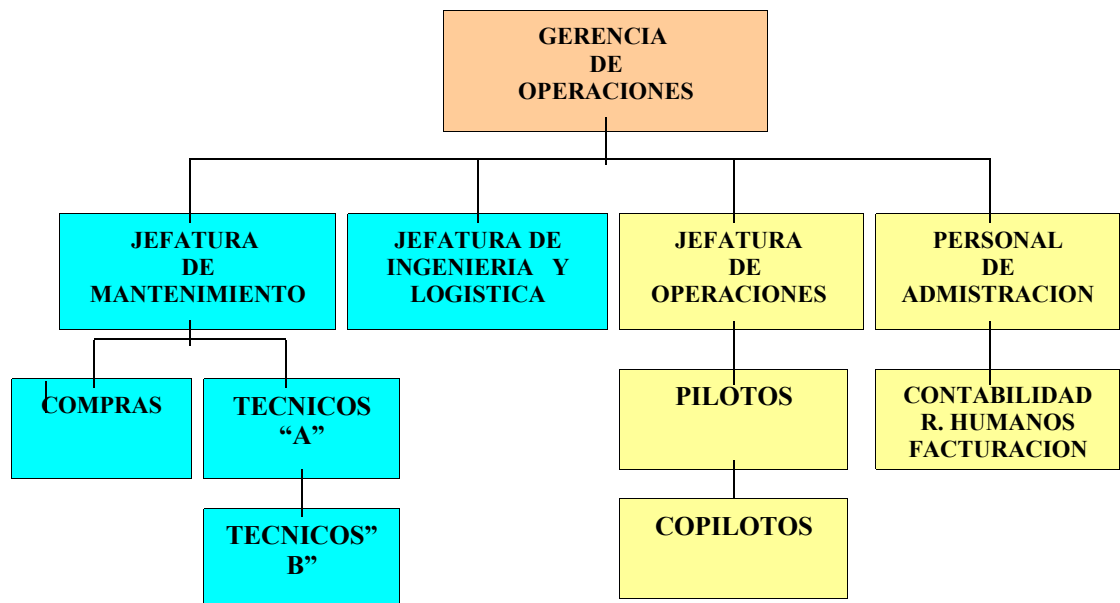 GERENCIA
DE
OPERACIONES
JEFATURA
DE
MANTENIMIENTO
JEFATURA DE
INGENIERIA Y
LOGISTICA
JEFATURA
DE
OPERACIONES
PERSONAL
DE
ADMISTRACION
COMPRAS
TECNICOS
“A”
PILOTOS
CONTABILIDAD
R. HUMANOS
FACTURACION
TECNICOS”
B”
COPILOTOS